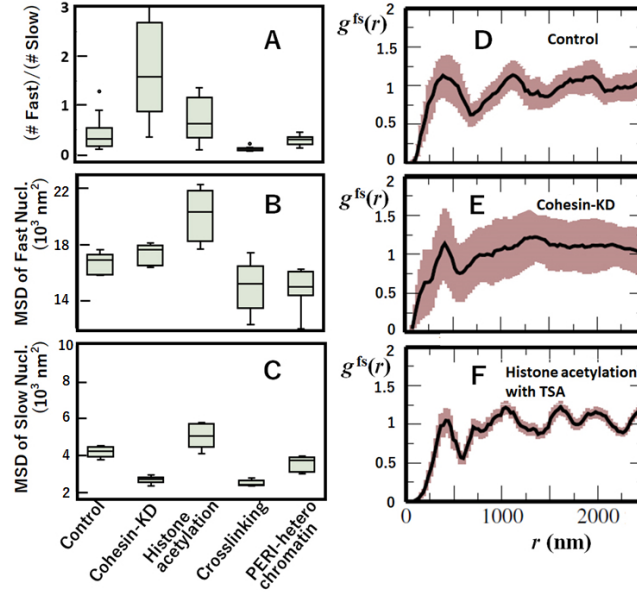 (# Fast)/(# Slow)
3
2
1
0
A
MSD of Fast Nucl.
(10³ nm²)
22
18
14
B
MSD of Slow Nucl.
(10³ nm²)
10
8
6
4
2
C
Control
Cohesin-KD
Histone
acetylation
Crosslinking
PERI-hetero
chromatin
gᶠˢ(r)
2
1.5
1
0.5
0
D
Control
gᶠˢ(r)
2
1.5
1
0.5
0
E
Cohesin-KD
gᶠˢ(r)
2
1.5
1
0.5
0
F
Histone acetylation
with TSA
0 1000 2000
r (nm)